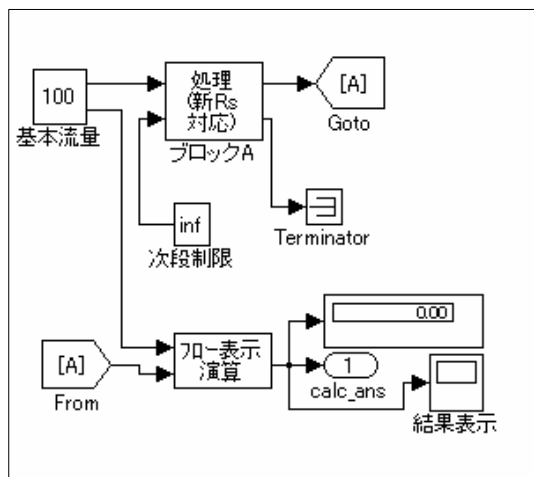 処理
(新Rs
対応)
ブロックA
[A]
Goto
100
基本流量
inf
次段制限
Terminator
0.00
[A]
From
フロー表示
演算
1
calc_ans
結果表示